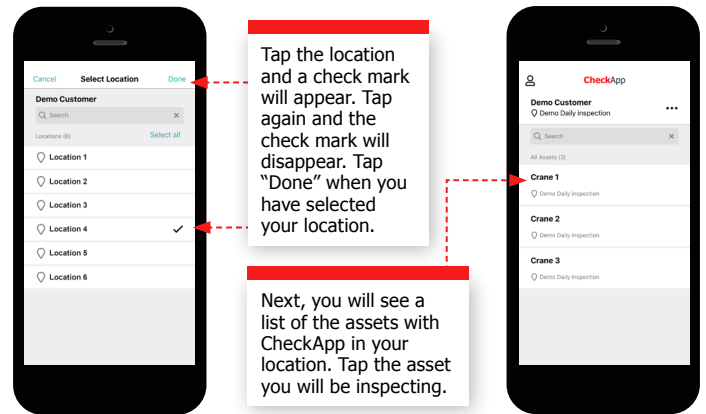 Cancel Select Location Done
Demo Customer
Search
Locations (6) Select all
Location 1
Location 2
Location 3
Location 4
Location 5
Location 6
Tap the location
and a check mark
will appear. Tap
again and the
check mark will
disappear. Tap
“Done” when you
have selected
your location.
Next, you will see a
list of the assets with
CheckApp in your
location. Tap the asset
you will be inspecting.
CheckApp
Demo Customer
Demo Daily inspection
Search
All Assets (3)
Crane 1
Demo Daily inspection
Crane 2
Demo Daily inspection
Crane 3
Demo Daily inspection